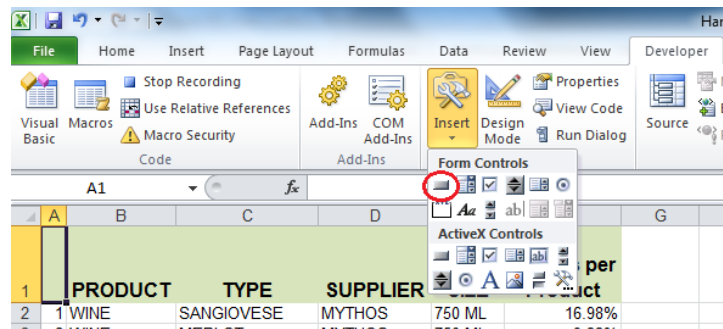 Har
File Home Insert Page Layout Formulas Data Review View Developer
Visual Basic
Macros
Stop Recording
Use Relative References
Macro Security
Code
Add-Ins
COM Add-Ins
Add-Ins
Insert
Design Mode
Properties
View Code
Run Dialog
Source
Form Controls
Aa ab
ActiveX Controls
ab
A
A1 fx
A B C D G
1 PRODUCT TYPE SUPPLIER per
2 1 WINE SANGIOVESE MYTHOS 750 ML 16.98%